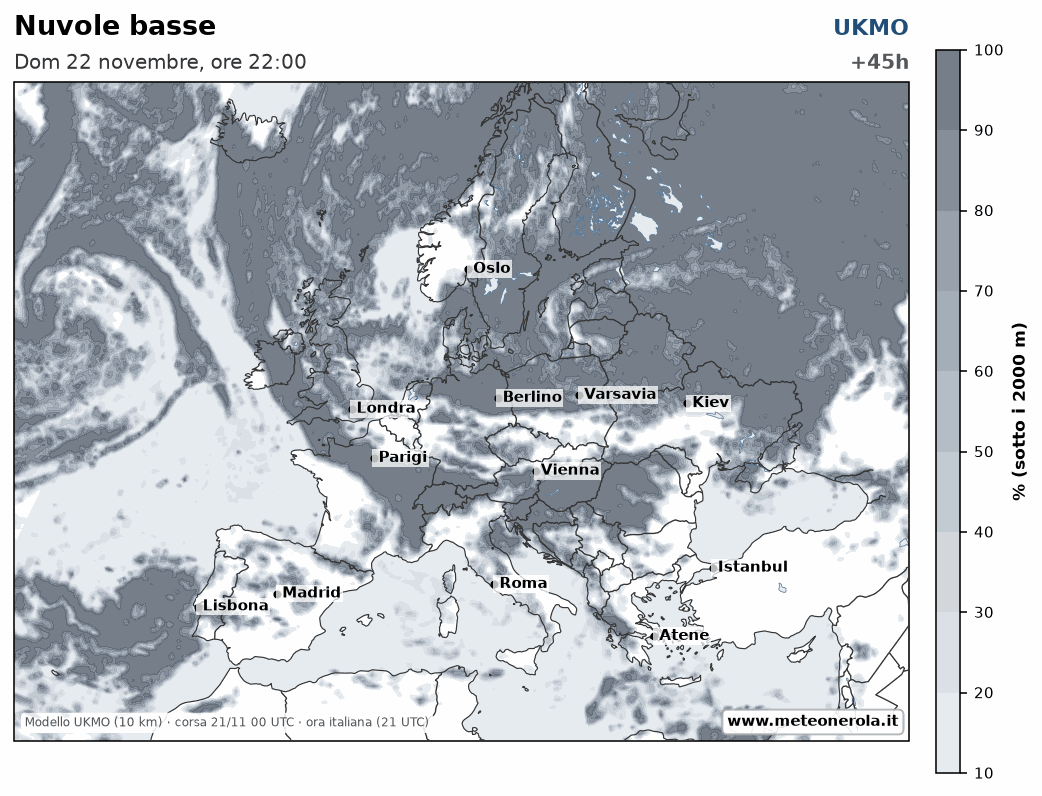 Nuvole basse
UKMO
Dom 22 novembre, ore 22:00
+45h
100
90
80
70
60
50
40
30
20
10
% (sotto i 2000 m)
Oslo
Berlino
Varsavia
Kiev
Londra
Parigi
Vienna
Istanbul
Roma
Madrid
Lisbona
Atene
Modello UKMO (10 km) · corsa 21/11 00 UTC · ora italiana (21 UTC)
www.meteonerola.it